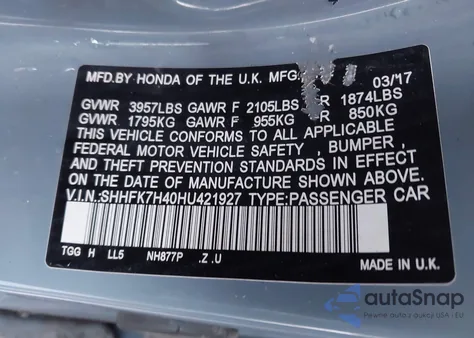 MFD.BY HONDA OF THE U.K. MFG. 03/17
GVWR 3957LBS GAWR F 2105LBS R 1874LBS
GVWR 1795KG GAWR F 955KG R 850KG
THIS VEHICLE CONFORMS TO ALL APPLICABLE
FEDERAL MOTOR VEHICLE SAFETY , BUMPER ,
AND THEFT PREVENTION STANDARDS IN EFFECT
ON THE DATE OF MANUFACTURE SHOWN ABOVE.
V.I.N.:SHHFK7H40HU421927 TYPE:PASSENGER CAR
TGG H LL5 NH877P .Z.U MADE IN U.K.
autoSnap